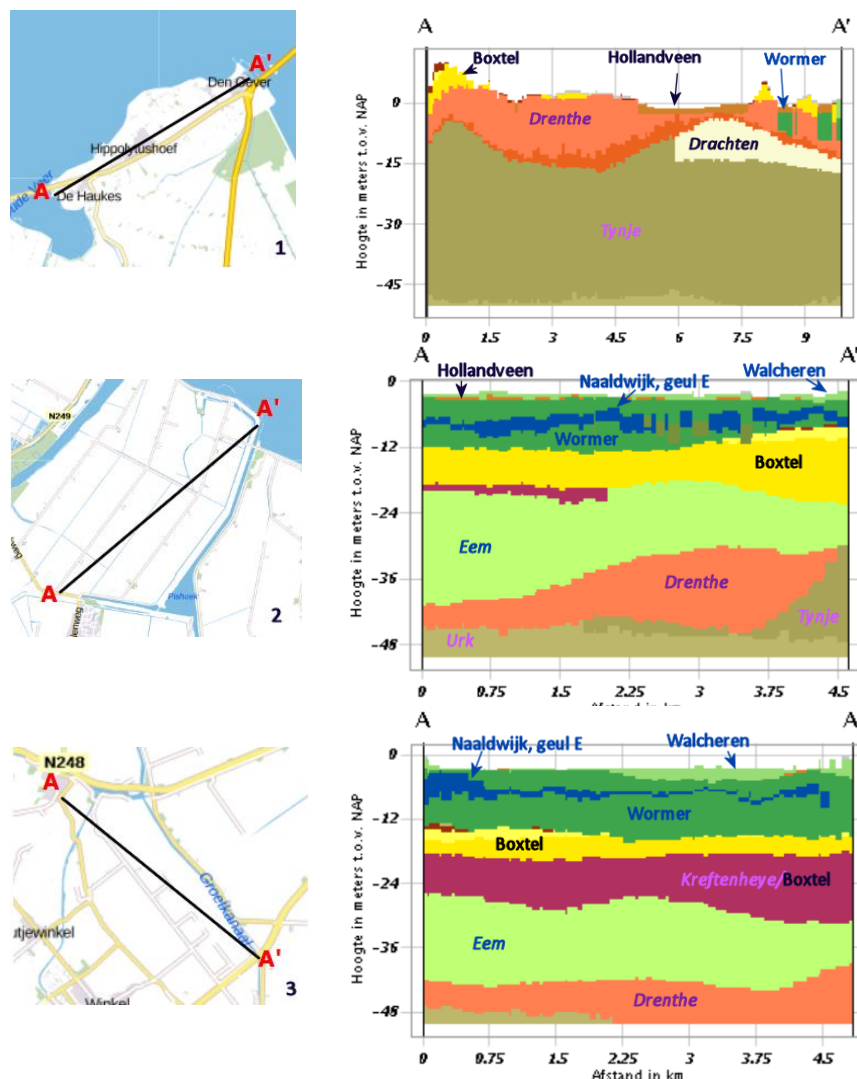 A
A'
Den Oever
Hippolytushoef
A
De Haukes
1
A
A'
Boxtel
Hollandveen
Wormer
Drenthe
Drachten
Tynje
Hoogte in meters t.o.v. NAP
0
-15
-30
-45
0
1.5
3
4.5
6
7.5
9
N249
A'
A
Pishoek
2
A
A'
Hollandveen
Naaldwijk, geul E
Walcheren
Wormer
Boxtel
Eem
Drenthe
Tynje
Urk
Hoogte in meters t.o.v. NAP
0
-12
-24
-35
-48
0
0.75
1.5
2.25
3
3.75
4.5
N248
A
Groetkanaal
utjewinkel
A'
Winkel
3
A
A'
Naaldwijk, geul E
Walcheren
Wormer
Boxtel
Kreftenheye/Boxtel
Eem
Drenthe
Hoogte in meters t.o.v. NAP
0
-12
-24
-35
-48
0
0.75
1.5
2.25
3
3.75
4.5
Afstand in km